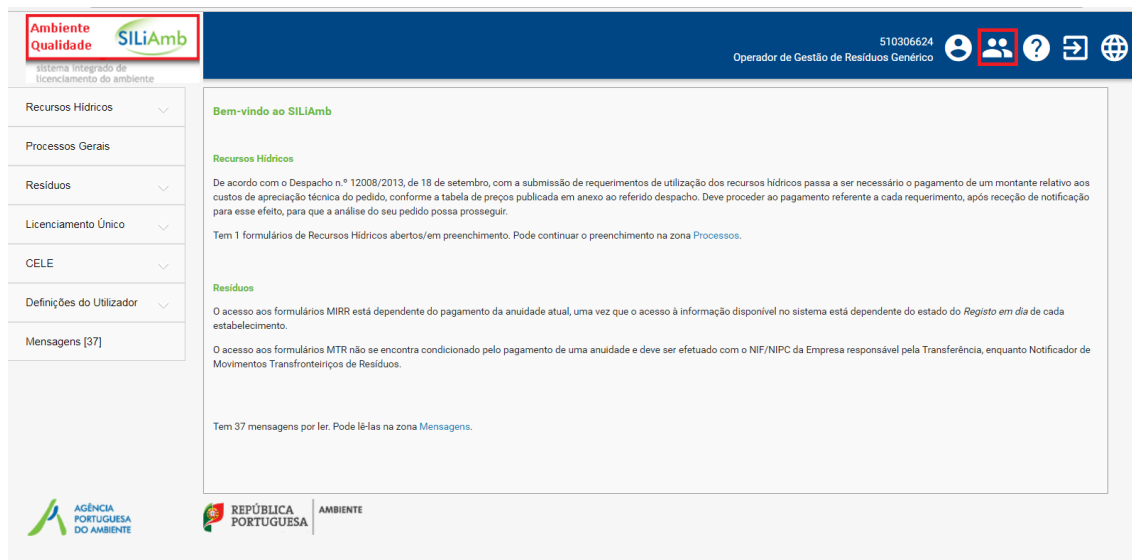 Ambiente
Qualidade
SILiAmb
sistema integrado de
licenciamento do ambiente
510306624
Operador de Gestão de Resíduos Genérico
Recursos Hídricos
Processos Gerais
Resíduos
Licenciamento Único
CELE
Definições do Utilizador
Mensagens [37]
Bem-vindo ao SILiAmb
Recursos Hídricos
De acordo com o Despacho n.º 12008/2013, de 18 de setembro, com a submissão de requerimentos de utilização dos recursos hídricos passa a ser necessário o pagamento de um montante relativo aos
custos de apreciação técnica do pedido, conforme a tabela de preços publicada em anexo ao referido despacho. Deve proceder ao pagamento referente a cada requerimento, após receção de notificação
para esse efeito, para que a análise do seu pedido possa prosseguir.
Tem 1 formulários de Recursos Hídricos abertos/em preenchimento. Pode continuar o preenchimento na zona Processos.
Resíduos
O acesso aos formulários MIRR está dependente do pagamento da anuidade atual, uma vez que o acesso à informação disponível no sistema está dependente do estado do Registo em dia de cada
estabelecimento.
O acesso aos formulários MTR não se encontra condicionado pelo pagamento de uma anuidade e deve ser efetuado com o NIF/NIPC da Empresa responsável pela Transferência, enquanto Notificador de
Movimentos Transfronteiriços de Resíduos.
Tem 37 mensagens por ler. Pode lê-las na zona Mensagens.
AGÊNCIA
PORTUGUESA
DO AMBIENTE
REPÚBLICA
PORTUGUESA
AMBIENTE